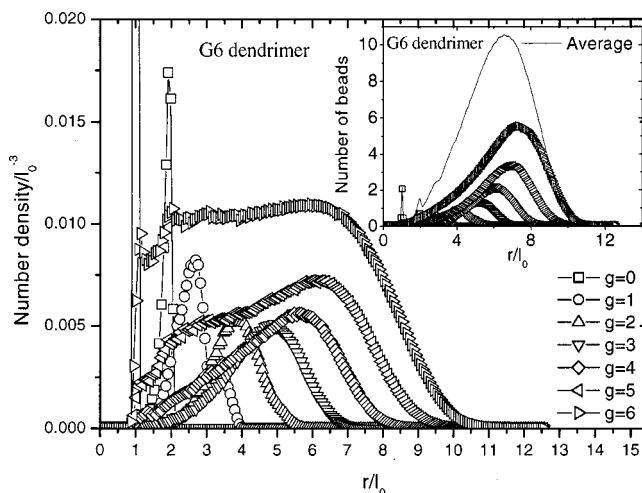 G6 dendrimer
Number density/l₀⁻³
0.020
0.015
0.010
0.005
0.000
0 1 2 3 4 5 6 7 8 9 10 11 12 13 14 15
r/l₀
G6 dendrimer
Average
Number of beads
10
8
6
4
2
0
0 4 8 12
r/l₀
g=0
g=1
g=2
g=3
g=4
g=5
g=6